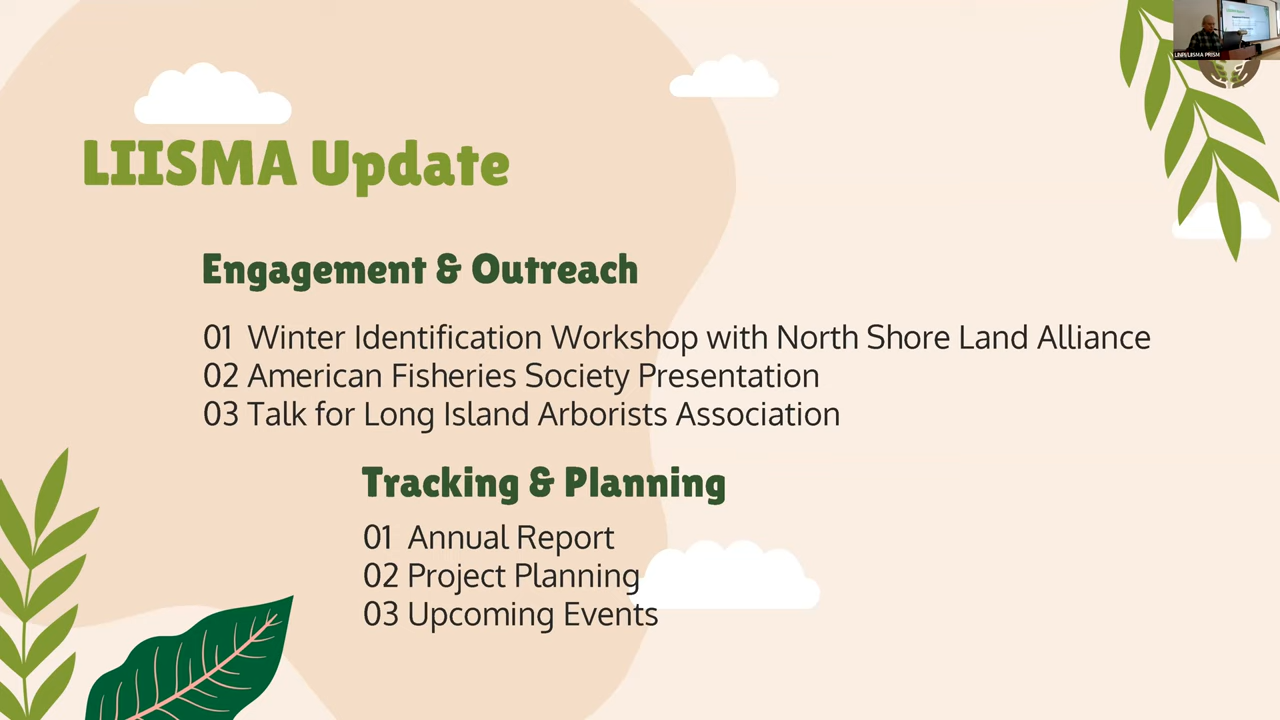 LIISMA Update
Engagement & Outreach
01 Winter Identification Workshop with North Shore Land Alliance
02 American Fisheries Society Presentation
03 Talk for Long Island Arborists Association
Tracking & Planning
01 Annual Report
02 Project Planning
03 Upcoming Events